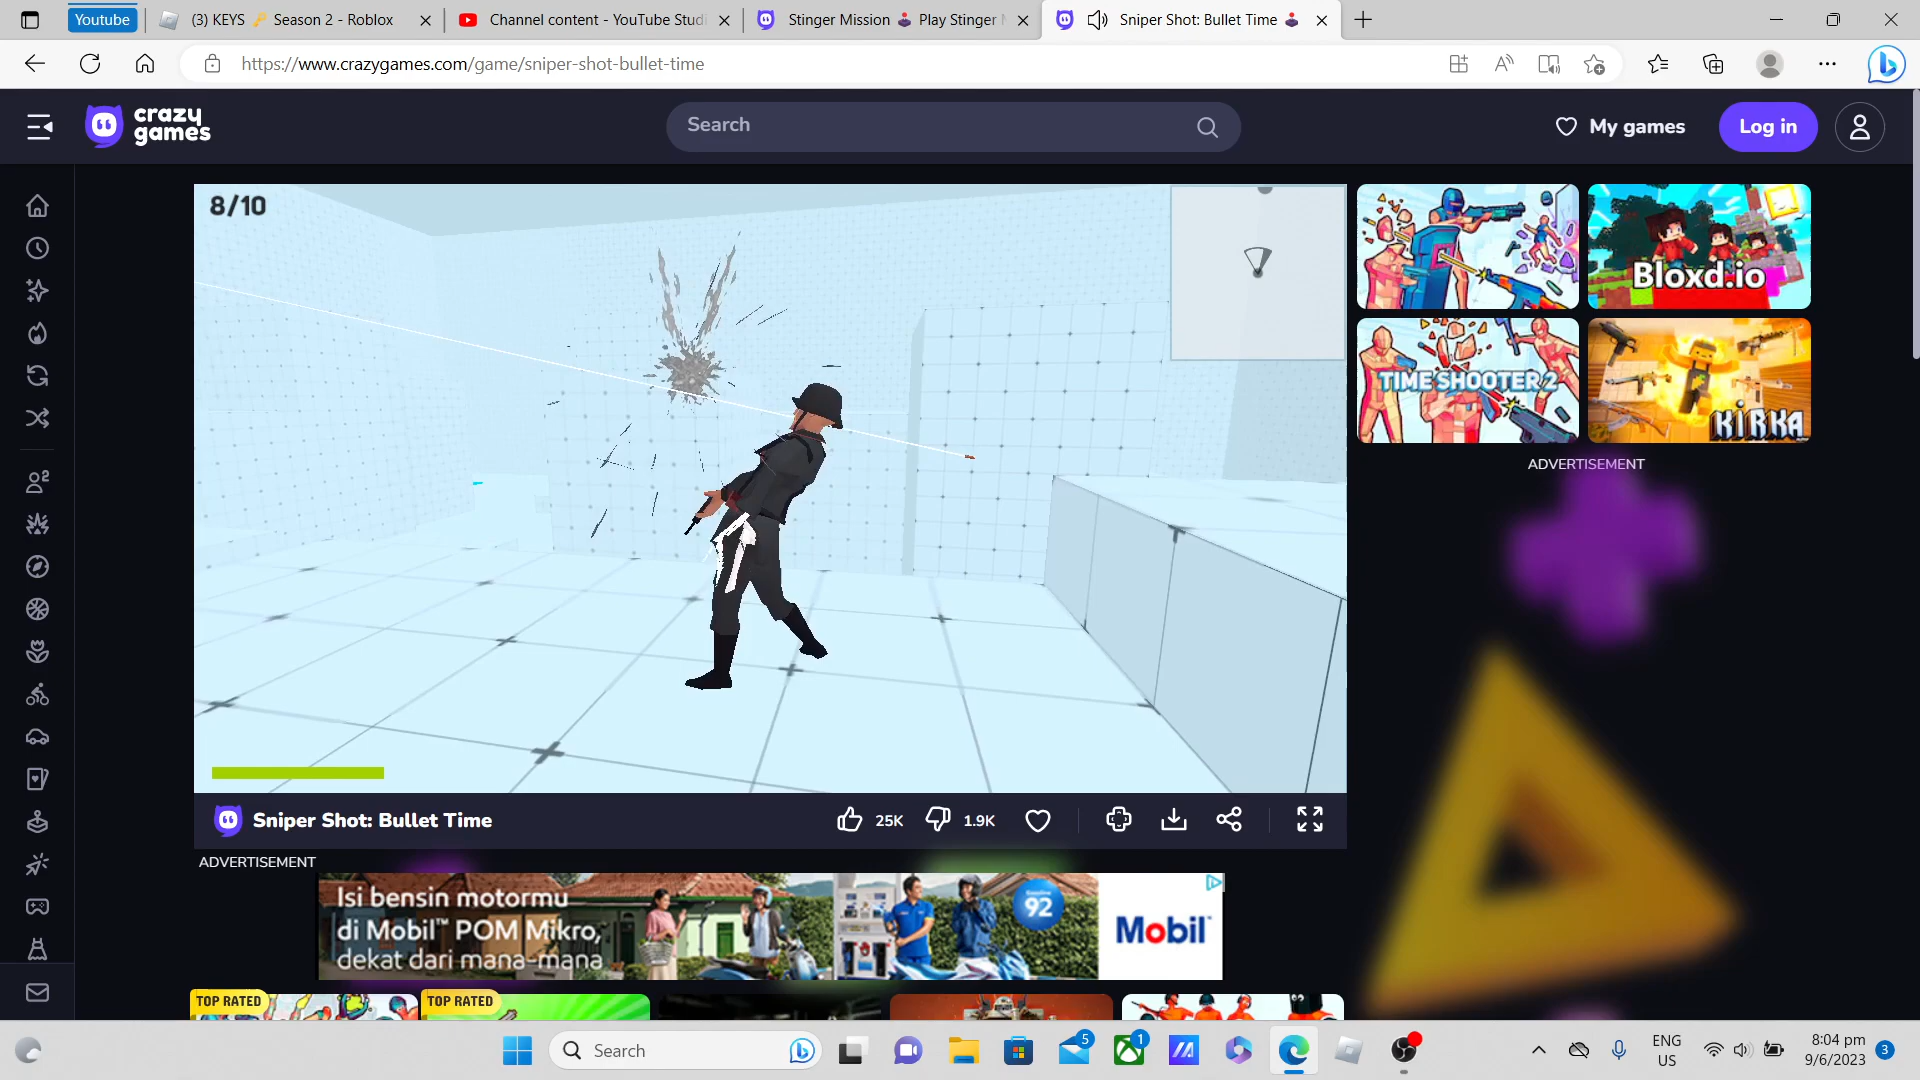 Youtube
(3) KEYS 🔑 Season 2 - Roblox
Channel content - YouTube Studi
Stinger Mission 🕹️ Play Stinger M
Sniper Shot: Bullet Time 🕹️
https://www.crazygames.com/game/sniper-shot-bullet-time
crazy
games
Search
My games
Log in
8/10
Bloxd.io
TIME SHOOTER 2
KIRKA
ADVERTISEMENT
Sniper Shot: Bullet Time
25K
1.9K
ADVERTISEMENT
Isi bensin motormu
di Mobil™ POM Mikro,
dekat dari mana-mana
92
Mobil™
TOP RATED
TOP RATED
Search
5
1
ENG
US
8:04 pm
9/6/2023
3